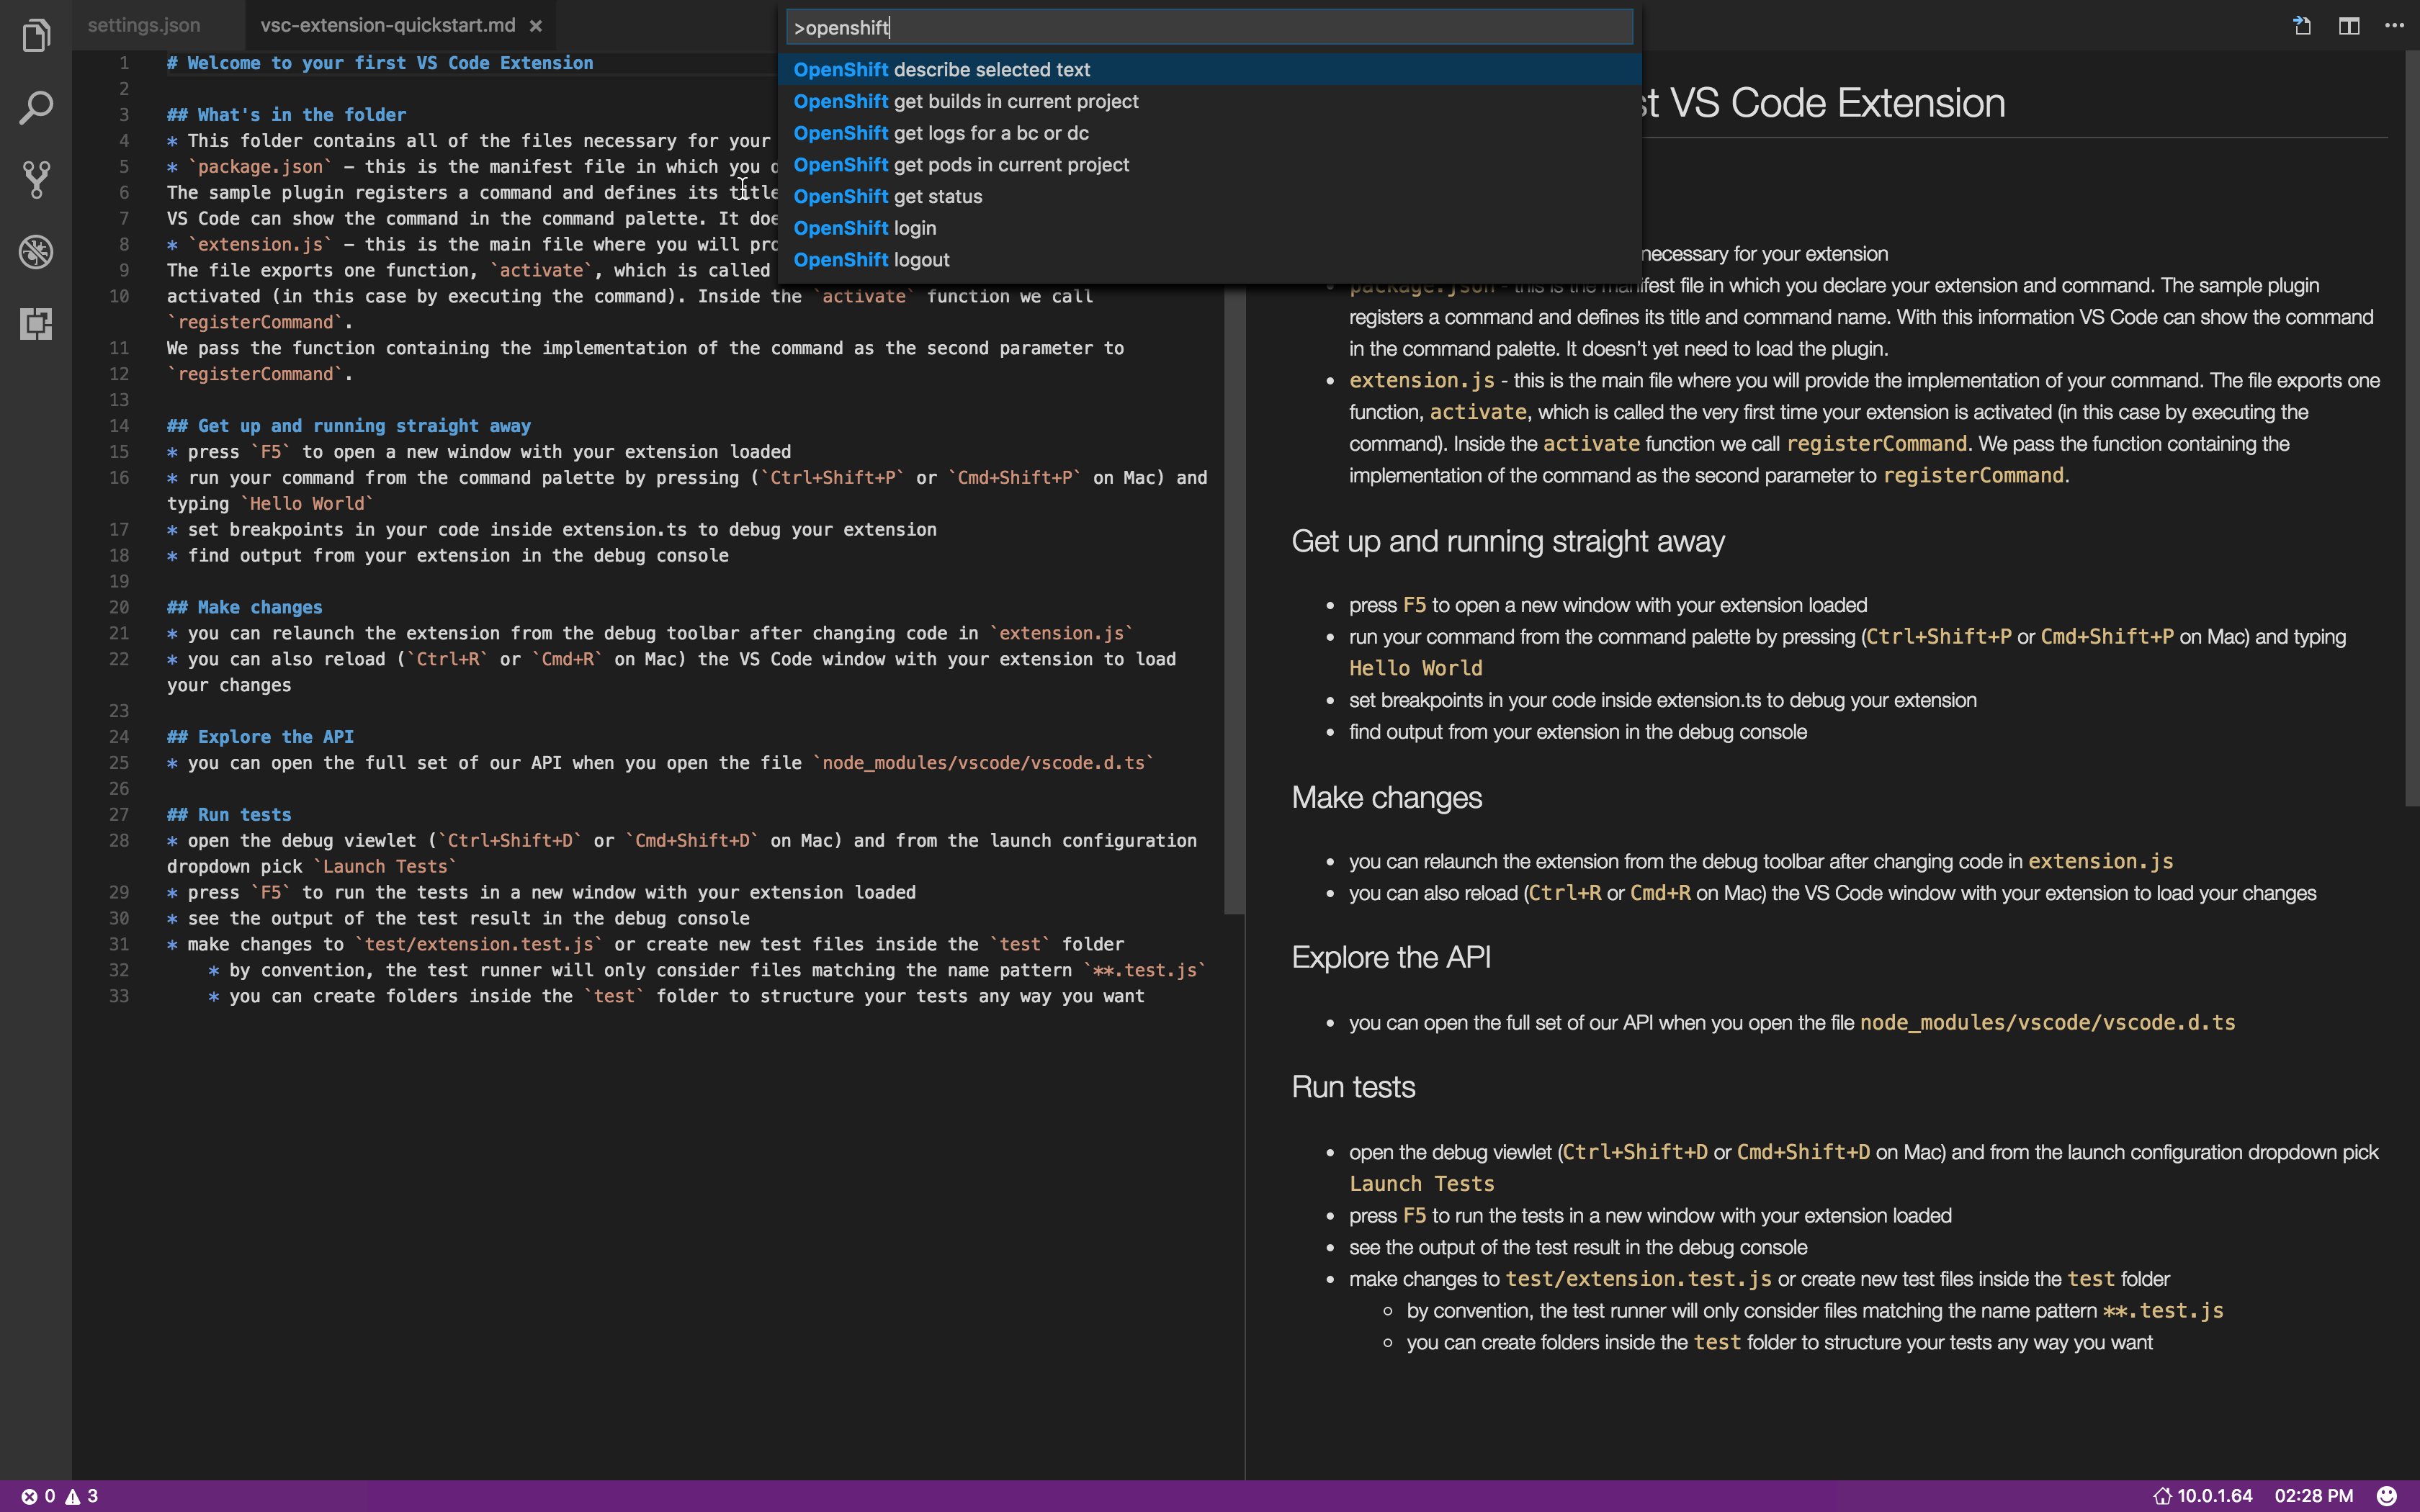 settings.json
vsc-extension-quickstart.md
>openshift
OpenShift describe selected text
OpenShift get builds in current project
OpenShift get logs for a bc or dc
OpenShift get pods in current project
OpenShift get status
OpenShift login
OpenShift logout
1 # Welcome to your first VS Code Extension
2
3 ## What's in the folder
4 * This folder contains all of the files necessary for your
5 * `package.json` - this is the manifest file in which you
6 The sample plugin registers a command and defines its title
7 VS Code can show the command in the command palette. It doe
8 * `extension.js` - this is the main file where you will pro
9 The file exports one function, `activate`, which is called
10 activated (in this case by executing the command). Inside the `activate` function we call
`registerCommand`.
11 We pass the function containing the implementation of the command as the second parameter to
12 `registerCommand`.
13
14 ## Get up and running straight away
15 * press `F5` to open a new window with your extension loaded
16 * run your command from the command palette by pressing (`Ctrl+Shift+P` or `Cmd+Shift+P` on Mac) and
typing `Hello World`
17 * set breakpoints in your code inside extension.ts to debug your extension
18 * find output from your extension in the debug console
19
20 ## Make changes
21 * you can relaunch the extension from the debug toolbar after changing code in `extension.js`
22 * you can also reload (`Ctrl+R` or `Cmd+R` on Mac) the VS Code window with your extension to load
your changes
23
24 ## Explore the API
25 * you can open the full set of our API when you open the file `node_modules/vscode/vscode.d.ts`
26
27 ## Run tests
28 * open the debug viewlet (`Ctrl+Shift+D` or `Cmd+Shift+D` on Mac) and from the launch configuration
dropdown pick `Launch Tests`
29 * press `F5` to run the tests in a new window with your extension loaded
30 * see the output of the test result in the debug console
31 * make changes to `test/extension.test.js` or create new test files inside the `test` folder
32 * by convention, the test runner will only consider files matching the name pattern `**.test.js`
33 * you can create folders inside the `test` folder to structure your tests any way you want
st VS Code Extension
necessary for your extension
package.json - this is the manifest file in which you declare your extension and command. The sample plugin
registers a command and defines its title and command name. With this information VS Code can show the command
in the command palette. It doesn't yet need to load the plugin.
• extension.js - this is the main file where you will provide the implementation of your command. The file exports one
function, activate, which is called the very first time your extension is activated (in this case by executing the
command). Inside the activate function we call registerCommand. We pass the function containing the
implementation of the command as the second parameter to registerCommand.
Get up and running straight away
• press F5 to open a new window with your extension loaded
• run your command from the command palette by pressing (Ctrl+Shift+P or Cmd+Shift+P on Mac) and typing
Hello World
• set breakpoints in your code inside extension.ts to debug your extension
• find output from your extension in the debug console
Make changes
• you can relaunch the extension from the debug toolbar after changing code in extension.js
• you can also reload (Ctrl+R or Cmd+R on Mac) the VS Code window with your extension to load your changes
Explore the API
• you can open the full set of our API when you open the file node_modules/vscode/vscode.d.ts
Run tests
• open the debug viewlet (Ctrl+Shift+D or Cmd+Shift+D on Mac) and from the launch configuration dropdown pick
Launch Tests
• press F5 to run the tests in a new window with your extension loaded
• see the output of the test result in the debug console
• make changes to test/extension.test.js or create new test files inside the test folder
○ by convention, the test runner will only consider files matching the name pattern **.test.js
○ you can create folders inside the test folder to structure your tests any way you want
0 3
10.0.1.64 02:28 PM